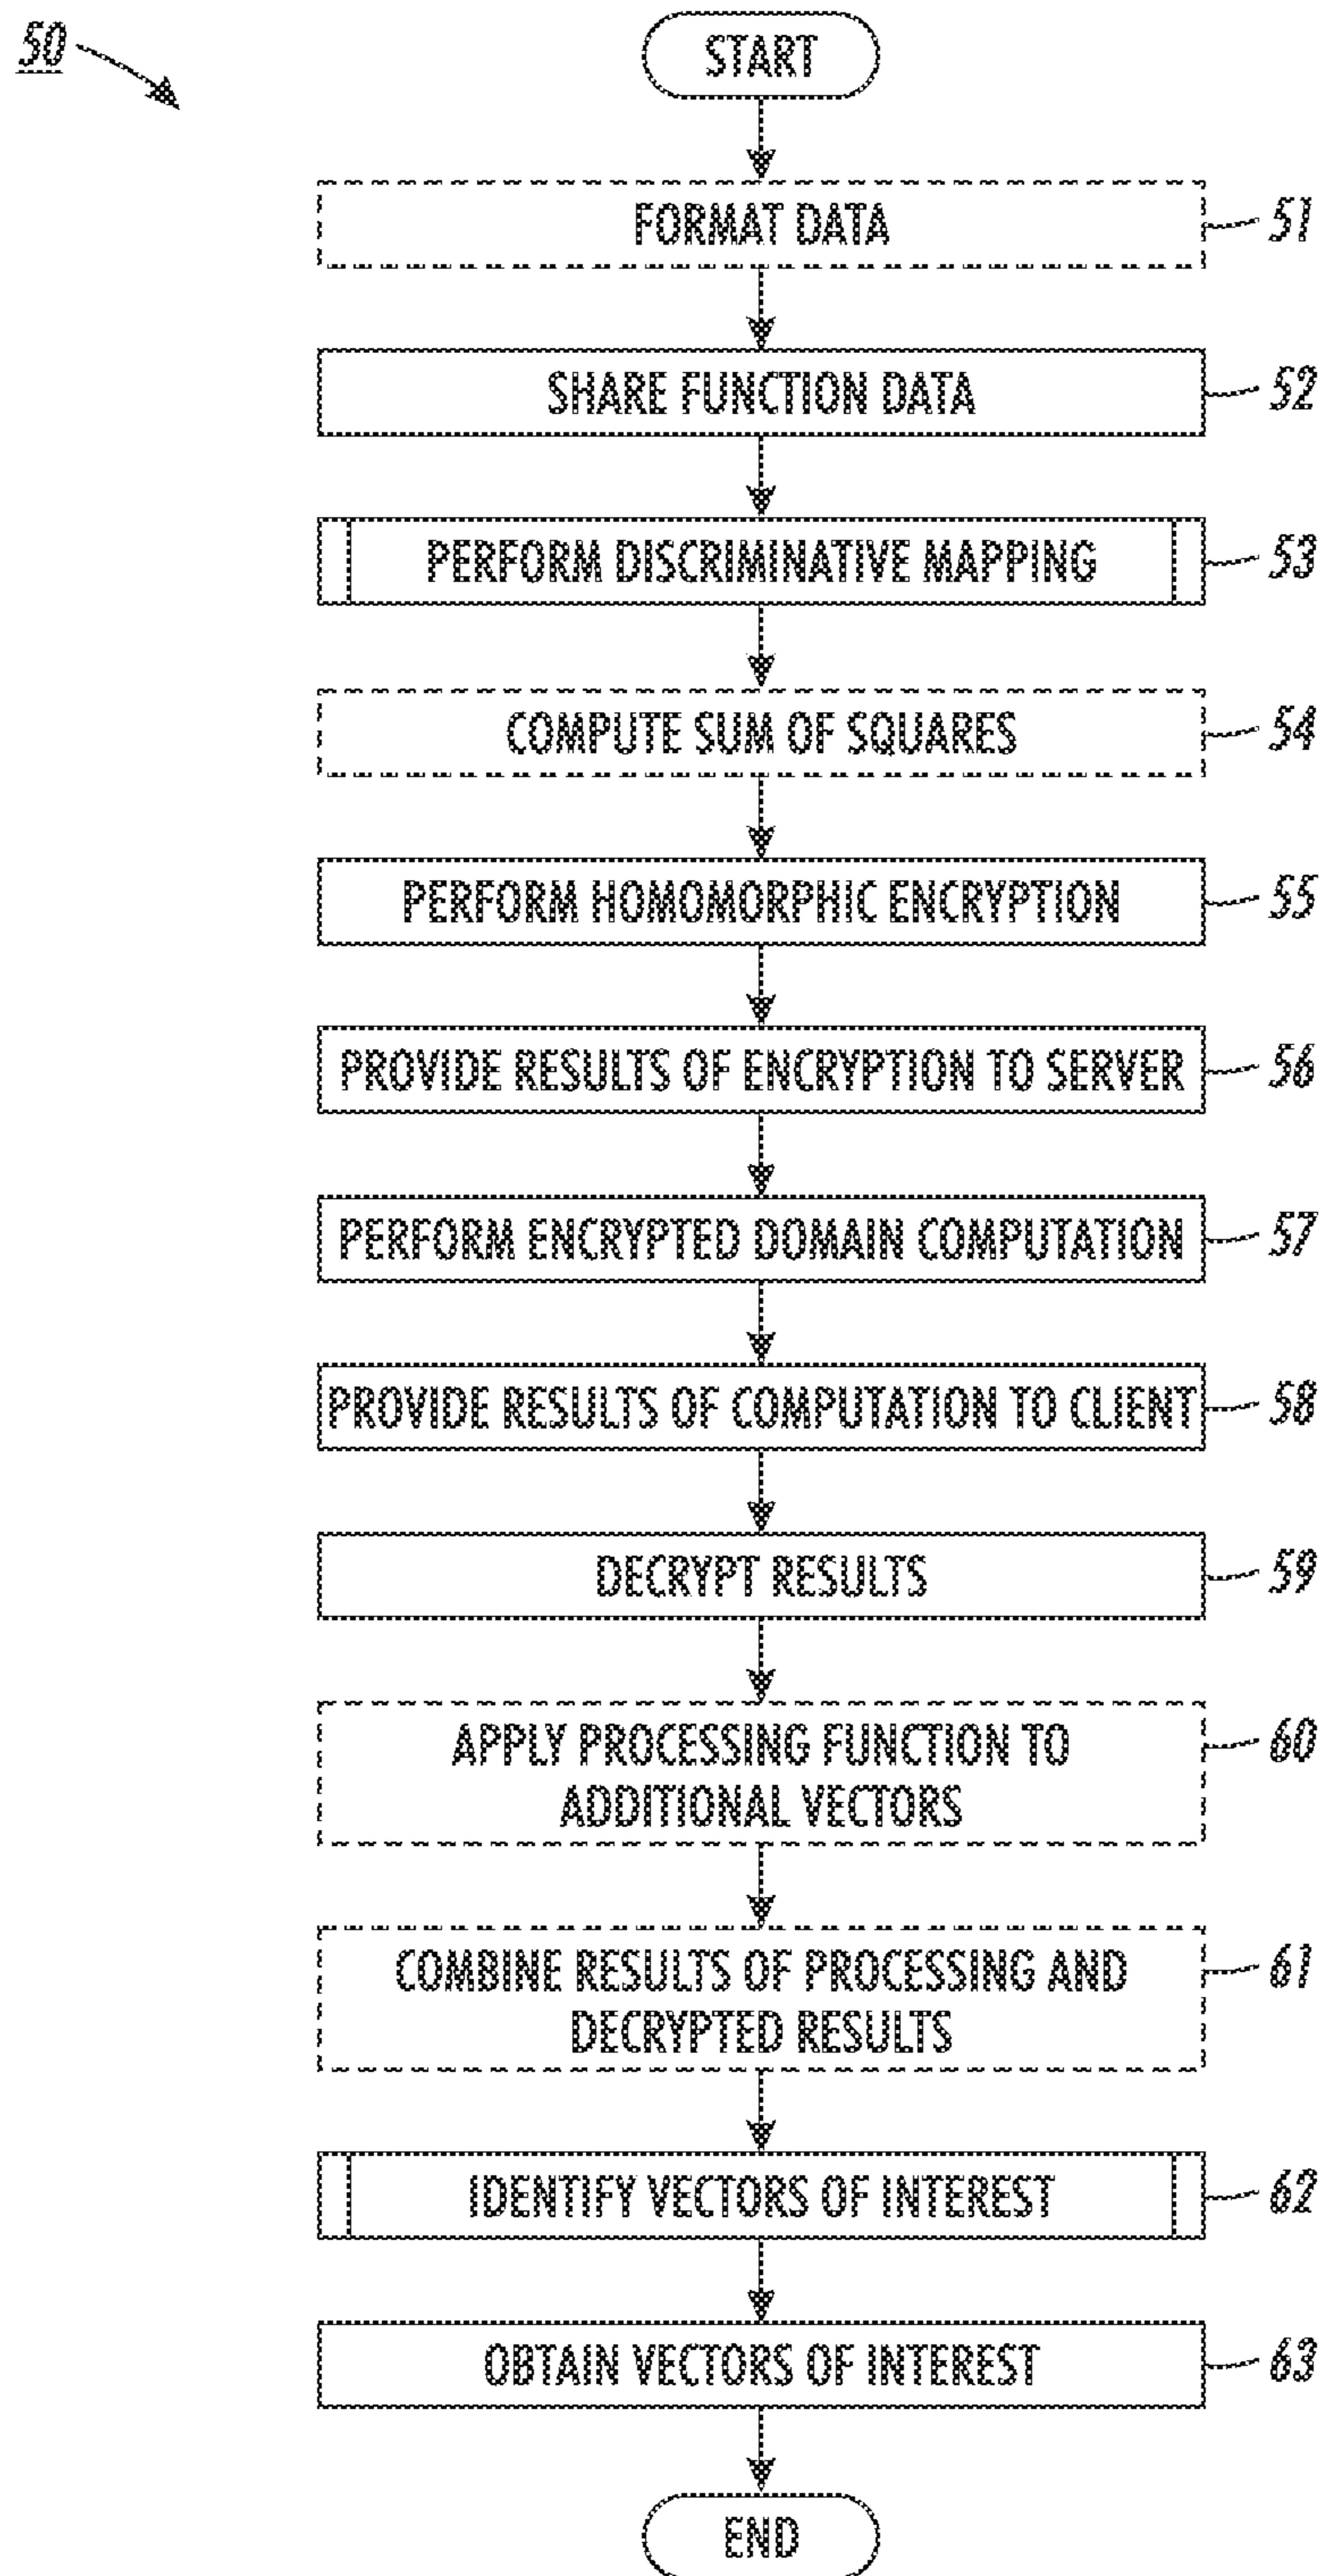 50
START
FORMAT DATA
51
SHARE FUNCTION DATA
52
PERFORM DISCRIMINATIVE MAPPING
53
COMPUTE SUM OF SQUARES
54
PERFORM HOMOMORPHIC ENCRYPTION
55
PROVIDE RESULTS OF ENCRYPTION TO SERVER
56
PERFORM ENCRYPTED DOMAIN COMPUTATION
57
PROVIDE RESULTS OF COMPUTATION TO CLIENT
58
DECRYPT RESULTS
59
APPLY PROCESSING FUNCTION TO
ADDITIONAL VECTORS
60
COMBINE RESULTS OF PROCESSING AND
DECRYPTED RESULTS
61
IDENTIFY VECTORS OF INTEREST
62
OBTAIN VECTORS OF INTEREST
63
END